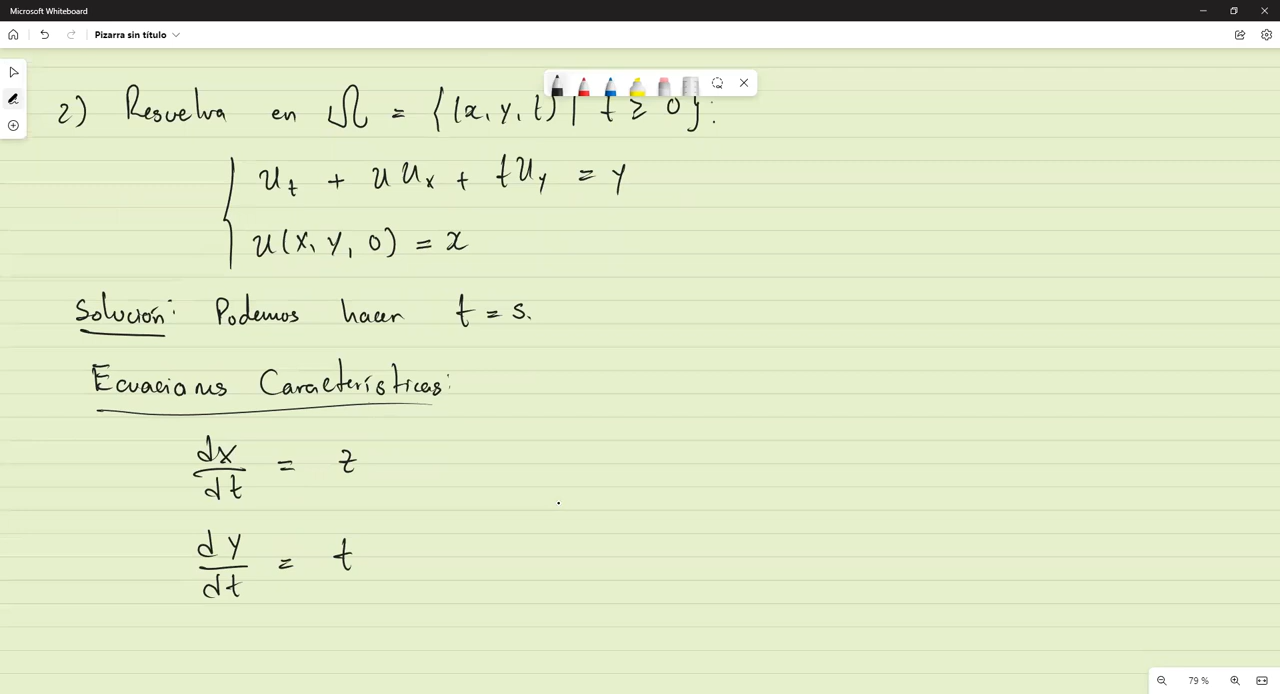 Microsoft Whiteboard
Pizarra sin título
2) Resuelva en Ω = {(x, y, t) | t ≥ 0}:
u_t + u u_x + t u_y = y
u(x, y, 0) = x
Solución: Podemos hacer t = s.
Ecuaciones Características:
dx/dt = z
dy/dt = t
79 %